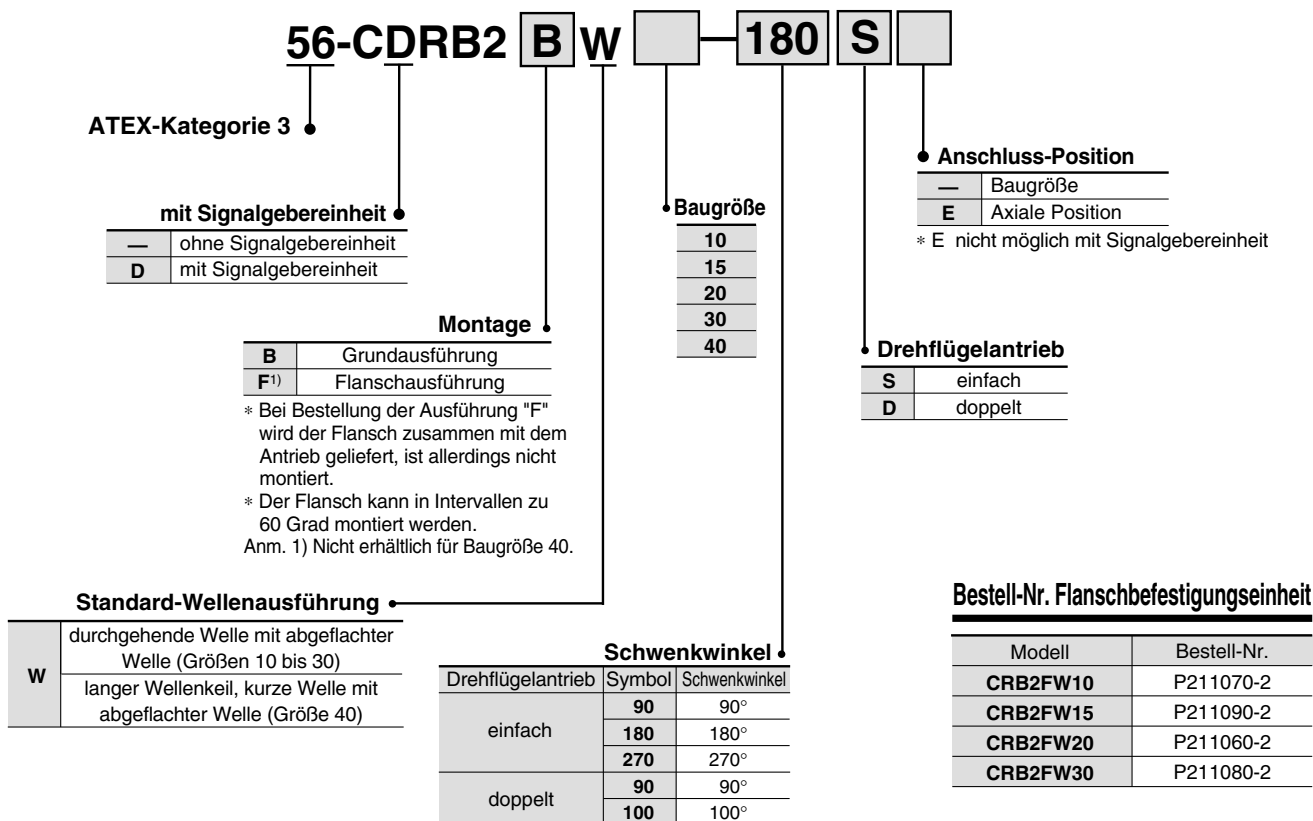 56-CDRB2 B W — 180 S
ATEX-Kategorie 3
mit Signalgebereinheit
— ohne Signalgebereinheit
D mit Signalgebereinheit
Montage
B Grundausführung
F1) Flanschausführung
* Bei Bestellung der Ausführung "F"
wird der Flansch zusammen mit dem
Antrieb geliefert, ist allerdings nicht
montiert.
* Der Flansch kann in Intervallen zu
60 Grad montiert werden.
Anm. 1) Nicht erhältlich für Baugröße 40.
Standard-Wellenausführung
W
durchgehende Welle mit abgeflachter
Welle (Größen 10 bis 30)
langer Wellenkeil, kurze Welle mit
abgeflachter Welle (Größe 40)
Baugröße
10
15
20
30
40
Schwenkwinkel
Drehflügelantrieb Symbol Schwenkwinkel
einfach
90 90°
180 180°
270 270°
doppelt
90 90°
100 100°
Anschluss-Position
— Baugröße
E Axiale Position
* E nicht möglich mit Signalgebereinheit
Drehflügelantrieb
S einfach
D doppelt
Bestell-Nr. Flanschbefestigungseinheit
Modell Bestell-Nr.
CRB2FW10 P211070-2
CRB2FW15 P211090-2
CRB2FW20 P211060-2
CRB2FW30 P211080-2